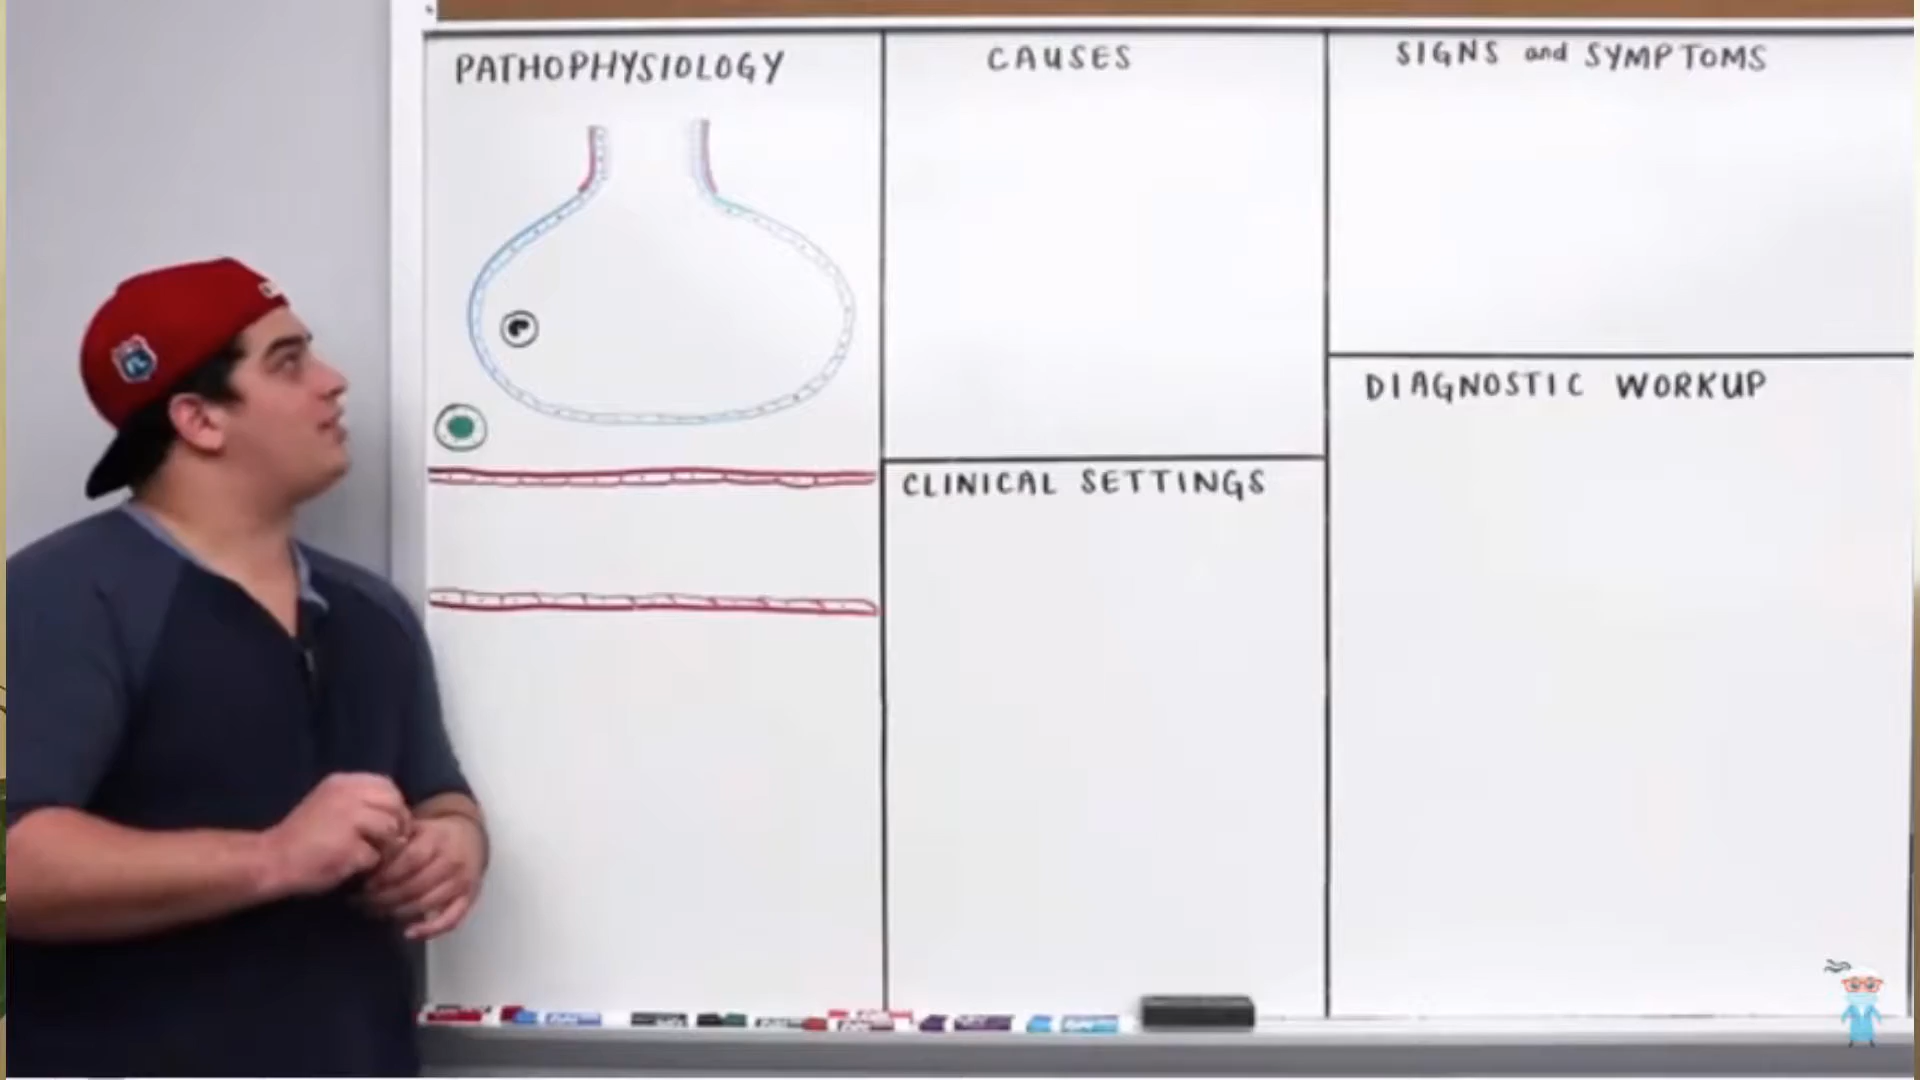 PATHOPHYSIOLOGY
CAUSES
SIGNS and SYMPTOMS
DIAGNOSTIC WORKUP
CLINICAL SETTINGS